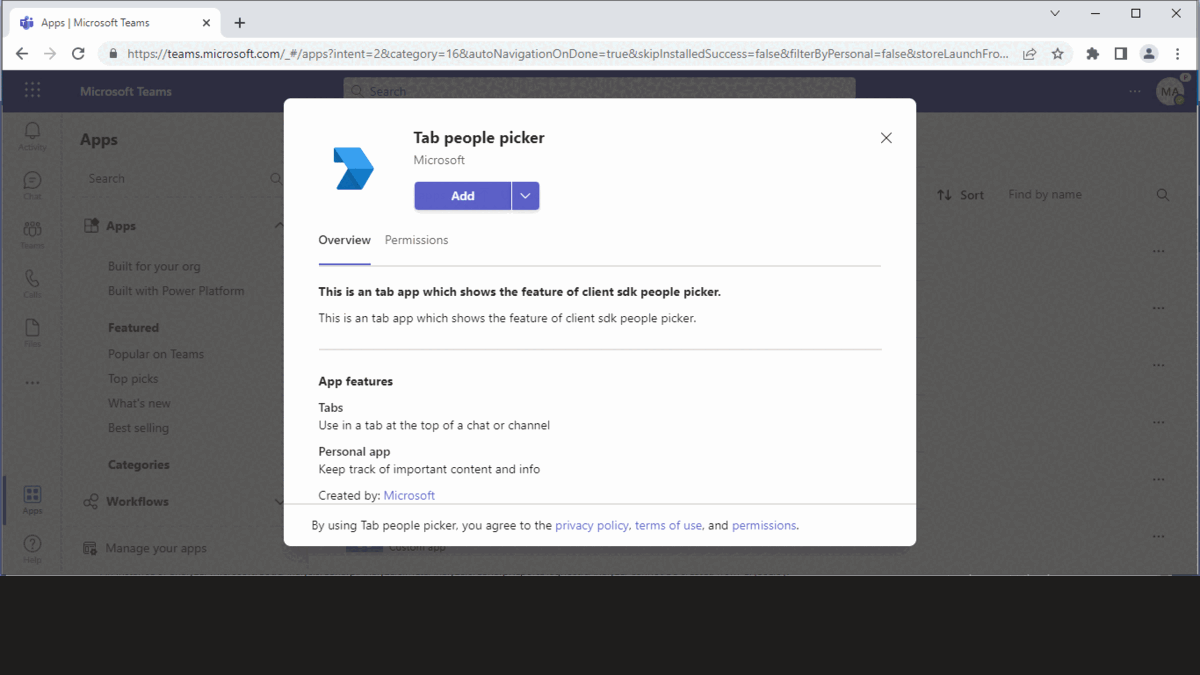 Apps | Microsoft Teams
https://teams.microsoft.com/_#/apps?intent=2&category=16&autoNavigationOnDone=true&skipInstalledSuccess=false&filterByPersonal=false&storeLaunchFro...
Microsoft Teams
Search
MA
Activity
Chat
Teams
Calls
Files
Apps
Help
Apps
Search
Apps
Built for your org
Built with Power Platform
Featured
Popular on Teams
Top picks
What's new
Best selling
Categories
Workflows
Manage your apps
Sort
Find by name
Tab people picker
Microsoft
Add
Overview Permissions
This is an tab app which shows the feature of client sdk people picker.
This is an tab app which shows the feature of client sdk people picker.
App features
Tabs
Use in a tab at the top of a chat or channel
Personal app
Keep track of important content and info
Created by: Microsoft
By using Tab people picker, you agree to the privacy policy, terms of use, and permissions.
Custom app